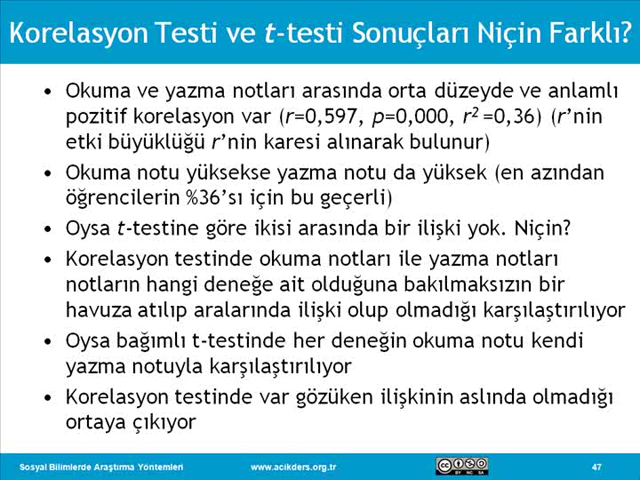 Korelasyon Testi ve t-testi Sonuçları Niçin Farklı?
• Okuma ve yazma notları arasında orta düzeyde ve anlamlı
pozitif korelasyon var (r=0,597, p=0,000, r² =0,36) (r’nin
etki büyüklüğü r’nin karesi alınarak bulunur)
• Okuma notu yüksekse yazma notu da yüksek (en azından
öğrencilerin %36’sı için bu geçerli)
• Oysa t-testine göre ikisi arasında bir ilişki yok. Niçin?
• Korelasyon testinde okuma notları ile yazma notları
notların hangi deneğe ait olduğuna bakılmaksızın bir
havuza atılıp aralarında ilişki olup olmadığı karşılaştırılıyor
• Oysa bağımlı t-testinde her deneğin okuma notu kendi
yazma notuyla karşılaştırılıyor
• Korelasyon testinde var gözüken ilişkinin aslında olmadığı
ortaya çıkıyor
Sosyal Bilimlerde Araştırma Yöntemleri www.acikders.org.tr CC BY NC SA 47